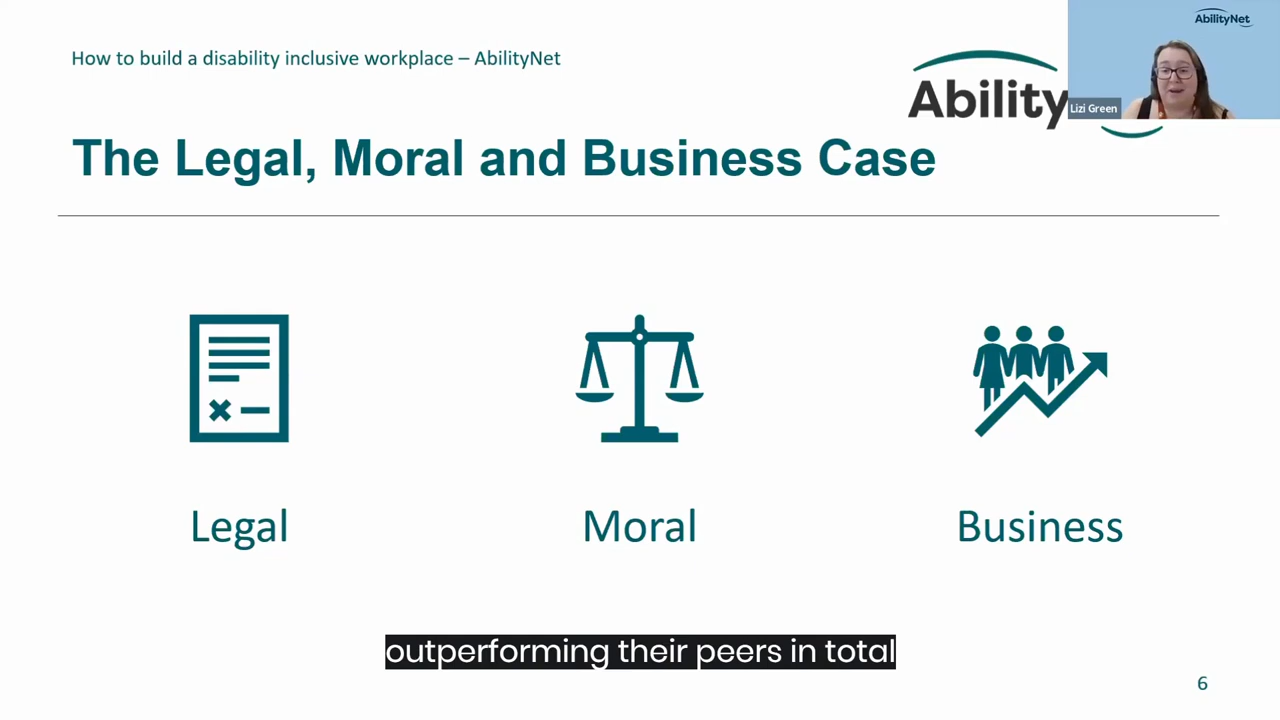 How to build a disability inclusive workplace – AbilityNet
AbilityNet
Ability
Lizi Green
The Legal, Moral and Business Case
Legal
Moral
Business
outperforming their peers in total
6